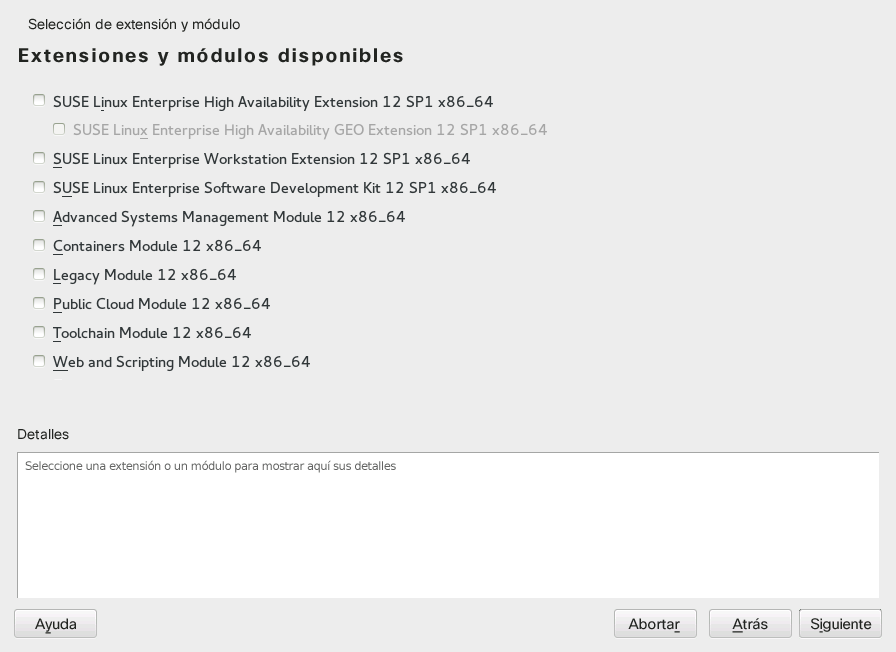 Selección de extensión y módulo
Extensiones y módulos disponibles
SUSE Linux Enterprise High Availability Extension 12 SP1 x86_64
SUSE Linux Enterprise High Availability GEO Extension 12 SP1 x86_64
SUSE Linux Enterprise Workstation Extension 12 SP1 x86_64
SUSE Linux Enterprise Software Development Kit 12 SP1 x86_64
Advanced Systems Management Module 12 x86_64
Containers Module 12 x86_64
Legacy Module 12 x86_64
Public Cloud Module 12 x86_64
Toolchain Module 12 x86_64
Web and Scripting Module 12 x86_64
Detalles
Seleccione una extensión o un módulo para mostrar aquí sus detalles
Ayuda Abortar Atrás Siguiente